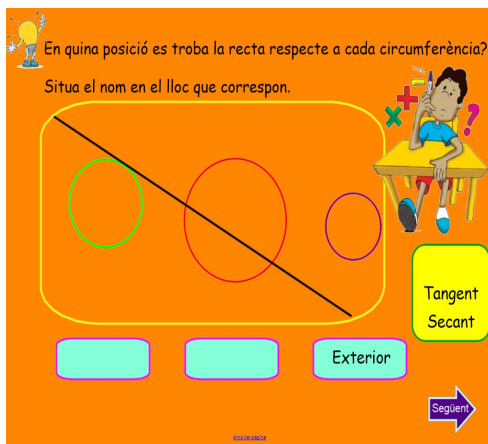 En quina posició es troba la recta respecte a cada circumferència?
Situa el nom en el lloc que correspon.
Tangent
Secant
Exterior
Següent